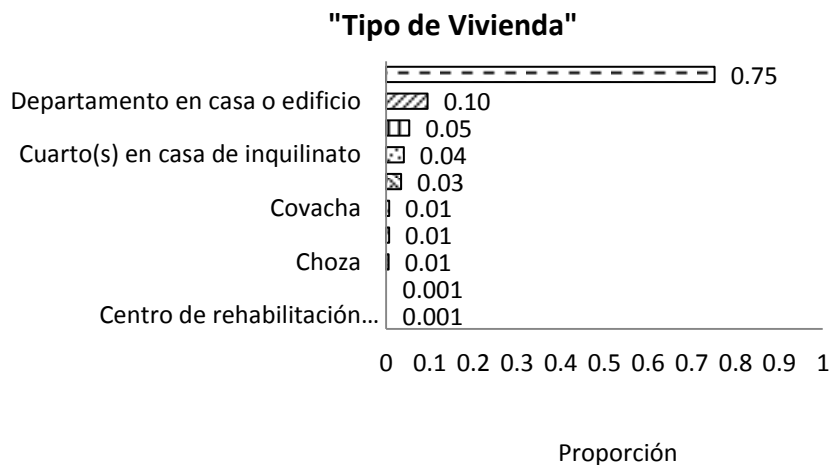 "Tipo de Vivienda"
0.75
Departamento en casa o edificio 0.10
0.05
Cuarto(s) en casa de inquilinato 0.04
0.03
Covacha 0.01
0.01
Choza 0.01
0.001
Centro de rehabilitación… 0.001
0 0.1 0.2 0.3 0.4 0.5 0.6 0.7 0.8 0.9 1
Proporción